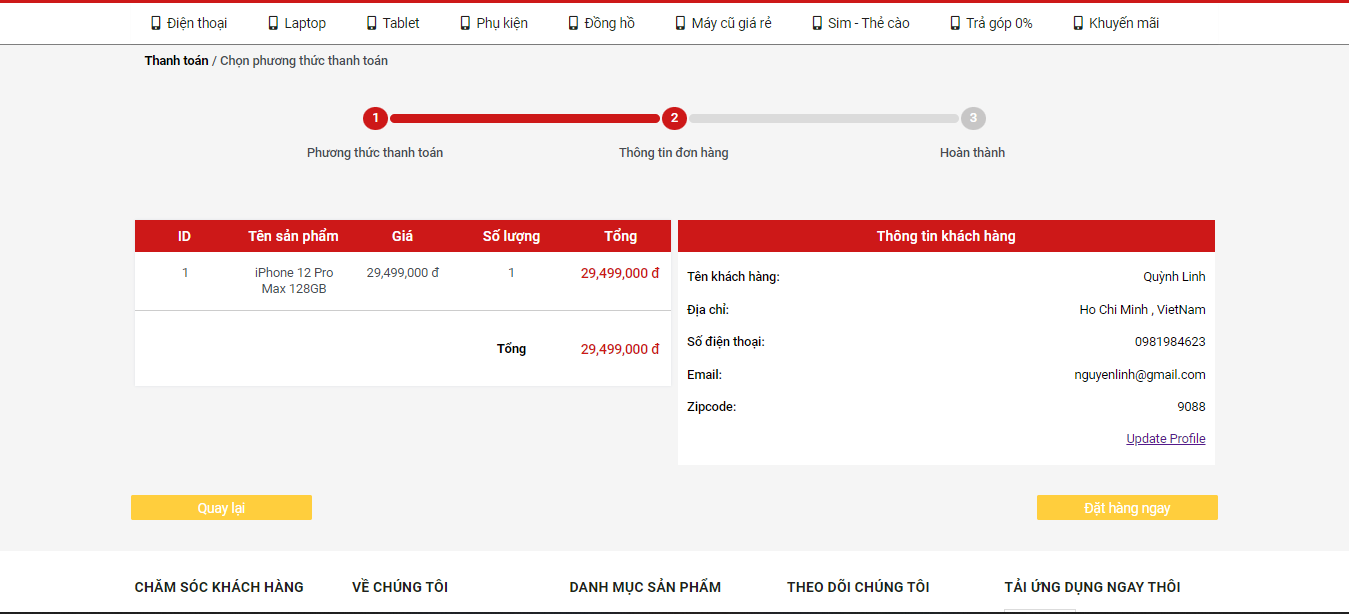 Điện thoại Laptop Tablet Phụ kiện Đồng hồ Máy cũ giá rẻ Sim - Thẻ cào Trả góp 0% Khuyến mãi
Thanh toán / Chọn phương thức thanh toán
1 2 3
Phương thức thanh toán Thông tin đơn hàng Hoàn thành
ID Tên sản phẩm Giá Số lượng Tổng
1 iPhone 12 Pro 29,499,000 đ 1 29,499,000 đ
Max 128GB
Tổng 29,499,000 đ
Thông tin khách hàng
Tên khách hàng: Quỳnh Linh
Địa chỉ: Ho Chi Minh , VietNam
Số điện thoại: 0981984623
Email: nguyenlinh@gmail.com
Zipcode: 9088
Update Profile
Quay lại Đặt hàng ngay
CHĂM SÓC KHÁCH HÀNG VỀ CHÚNG TÔI DANH MỤC SẢN PHẨM THEO DÕI CHÚNG TÔI TẢI ỨNG DỤNG NGAY THÔI